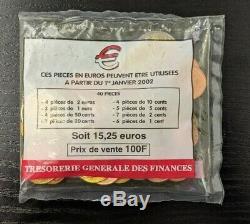 CES PIECES EN EUROS PEUVENT ETRE UTILISEES
A PARTIR DU 1er JANVIER 2002
40 PIECES
- 4 pièces de 2 euros
- 6 pièces de 10 cents
- 3 pièces de 1 euro
- 5 pièces de 5 cents
- 4 pièces de 50 cents
- 7 pièces de 2 cents
- 7 pièces de 20 cents
- 6 pièces de 1 cent
Soit 15,25 euros
Prix de vente 100F
TRESORERIE GENERALE DES FINANCES